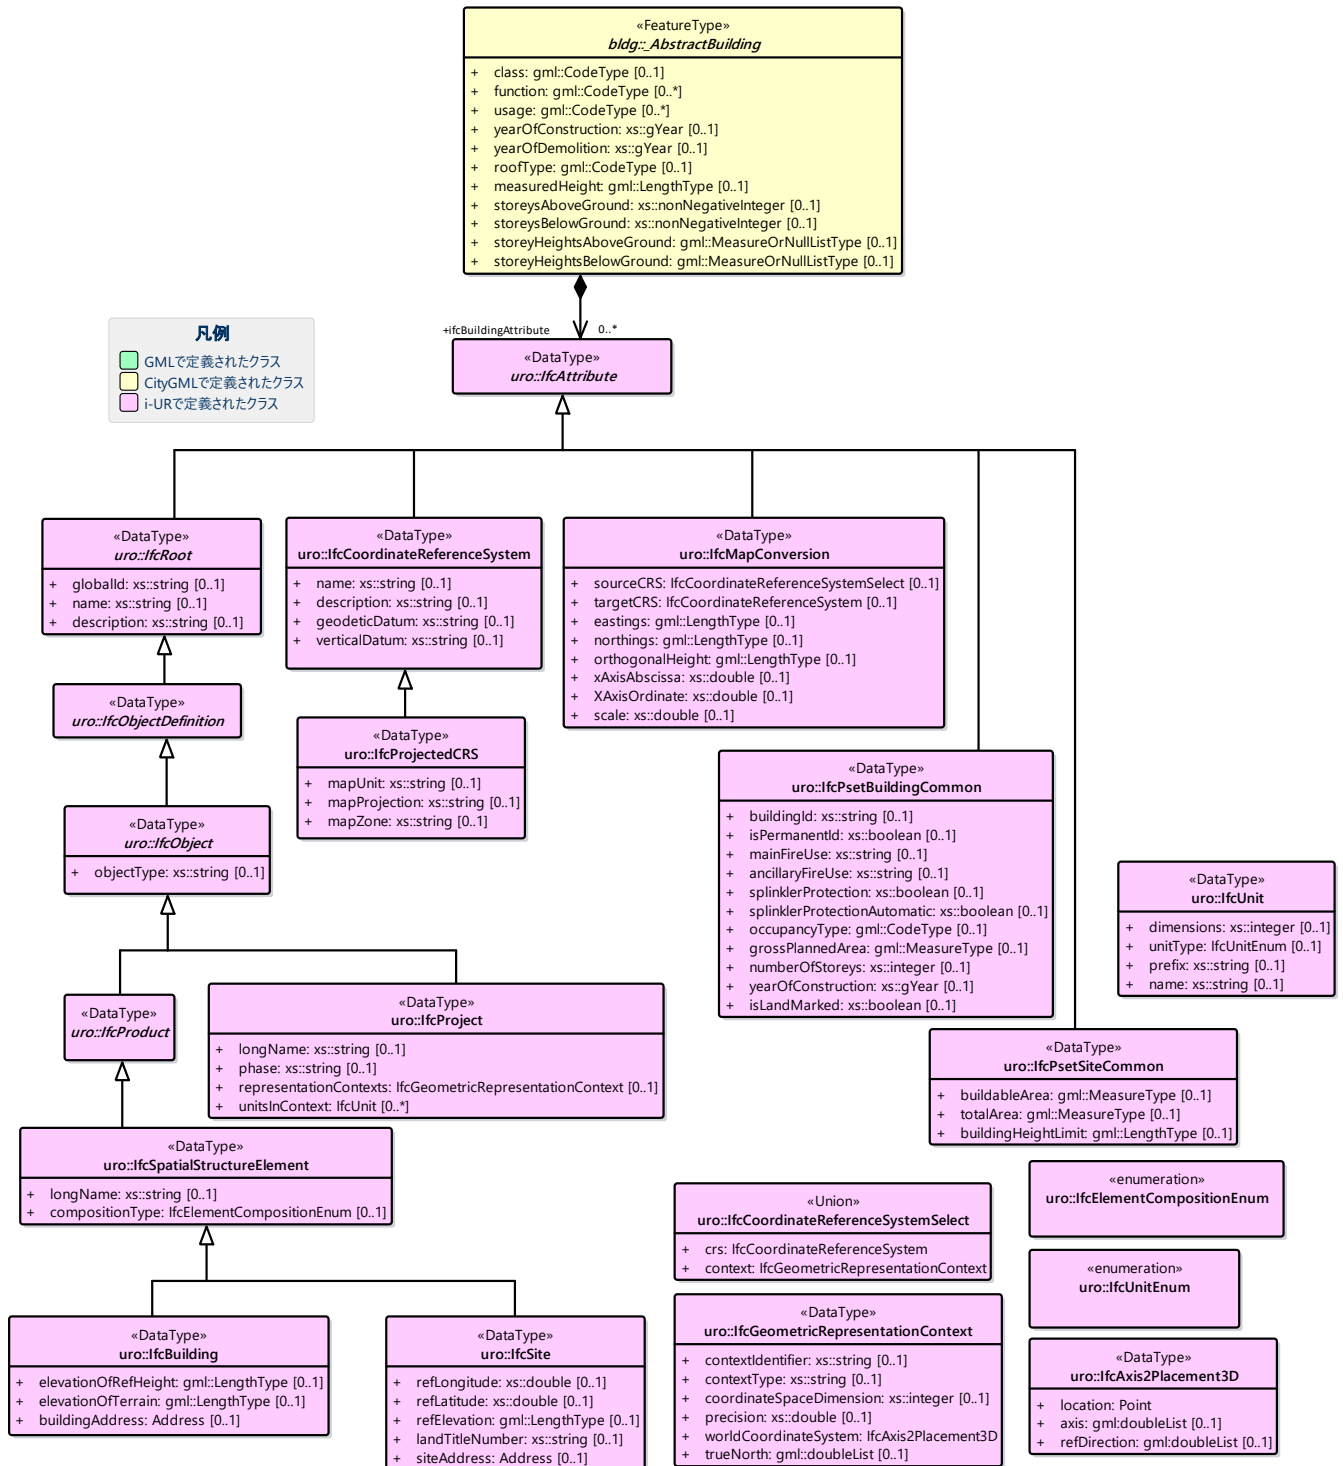 «FeatureType»
bldg::_AbstractBuilding
+ class: gml::CodeType [0..1]
+ function: gml::CodeType [0..*]
+ usage: gml::CodeType [0..*]
+ yearOfConstruction: xs::gYear [0..1]
+ yearOfDemolition: xs::gYear [0..1]
+ roofType: gml::CodeType [0..1]
+ measuredHeight: gml::LengthType [0..1]
+ storeysAboveGround: xs::nonNegativeInteger [0..1]
+ storeysBelowGround: xs::nonNegativeInteger [0..1]
+ storeyHeightsAboveGround: gml::MeasureOrNullListType [0..1]
+ storeyHeightsBelowGround: gml::MeasureOrNullListType [0..1]
+ifcBuildingAttribute 0..*
«DataType»
uro::IfcAttribute
凡例
GMLで定義されたクラス
CityGMLで定義されたクラス
i-URで定義されたクラス
«DataType»
uro::IfcRoot
+ globalId: xs::string [0..1]
+ name: xs::string [0..1]
+ description: xs::string [0..1]
«DataType»
uro::IfcCoordinateReferenceSystem
+ name: xs::string [0..1]
+ description: xs::string [0..1]
+ geodeticDatum: xs::string [0..1]
+ verticalDatum: xs::string [0..1]
«DataType»
uro::IfcMapConversion
+ sourceCRS: IfcCoordinateReferenceSystemSelect [0..1]
+ targetCRS: IfcCoordinateReferenceSystem [0..1]
+ eastings: gml::LengthType [0..1]
+ northings: gml::LengthType [0..1]
+ orthogonalHeight: gml::LengthType [0..1]
+ xAxisAbscissa: xs::double [0..1]
+ XAxisOrdinate: xs::double [0..1]
+ scale: xs::double [0..1]
«DataType»
uro::IfcObjectDefinition
«DataType»
uro::IfcProjectedCRS
+ mapUnit: xs::string [0..1]
+ mapProjection: xs::string [0..1]
+ mapZone: xs::string [0..1]
«DataType»
uro::IfcPsetBuildingCommon
+ buildingId: xs::string [0..1]
+ isPermanentId: xs::boolean [0..1]
+ mainFireUse: xs::string [0..1]
+ ancillaryFireUse: xs::string [0..1]
+ splinklerProtection: xs::boolean [0..1]
+ splinklerProtectionAutomatic: xs::boolean [0..1]
+ occupancyType: gml::CodeType [0..1]
+ grossPlannedArea: gml::MeasureType [0..1]
+ numberOfStoreys: xs::integer [0..1]
+ yearOfConstruction: xs::gYear [0..1]
+ isLandMarked: xs::boolean [0..1]
«DataType»
uro::IfcObject
+ objectType: xs::string [0..1]
«DataType»
uro::IfcUnit
+ dimensions: xs::integer [0..1]
+ unitType: IfcUnitEnum [0..1]
+ prefix: xs::string [0..1]
+ name: xs::string [0..1]
«DataType»
uro::IfcProduct
«DataType»
uro::IfcProject
+ longName: xs::string [0..1]
+ phase: xs::string [0..1]
+ representationContexts: IfcGeometricRepresentationContext [0..1]
+ unitsInContext: IfcUnit [0..*]
«DataType»
uro::IfcPsetSiteCommon
+ buildableArea: gml::MeasureType [0..1]
+ totalArea: gml::MeasureType [0..1]
+ buildingHeightLimit: gml::LengthType [0..1]
«DataType»
uro::IfcSpatialStructureElement
+ longName: xs::string [0..1]
+ compositionType: IfcElementCompositionEnum [0..1]
«Union»
uro::IfcCoordinateReferenceSystemSelect
+ crs: IfcCoordinateReferenceSystem
+ context: IfcGeometricRepresentationContext
«enumeration»
uro::IfcElementCompositionEnum
«enumeration»
uro::IfcUnitEnum
«DataType»
uro::IfcBuilding
+ elevationOfRefHeight: gml::LengthType [0..1]
+ elevationOfTerrain: gml::LengthType [0..1]
+ buildingAddress: Address [0..1]
«DataType»
uro::IfcSite
+ refLongitude: xs::double [0..1]
+ refLatitude: xs::double [0..1]
+ refElevation: gml::LengthType [0..1]
+ landTitleNumber: xs::string [0..1]
+ siteAddress: Address [0..1]
«DataType»
uro::IfcGeometricRepresentationContext
+ contextIdentifier: xs::string [0..1]
+ contextType: xs::string [0..1]
+ coordinateSpaceDimension: xs::integer [0..1]
+ precision: xs::double [0..1]
+ worldCoordinateSystem: IfcAxis2Placement3D
+ trueNorth: gml::doubleList [0..1]
«DataType»
uro::IfcAxis2Placement3D
+ location: Point
+ axis: gml:doubleList [0..1]
+ refDirection: gml:doubleList [0..1]